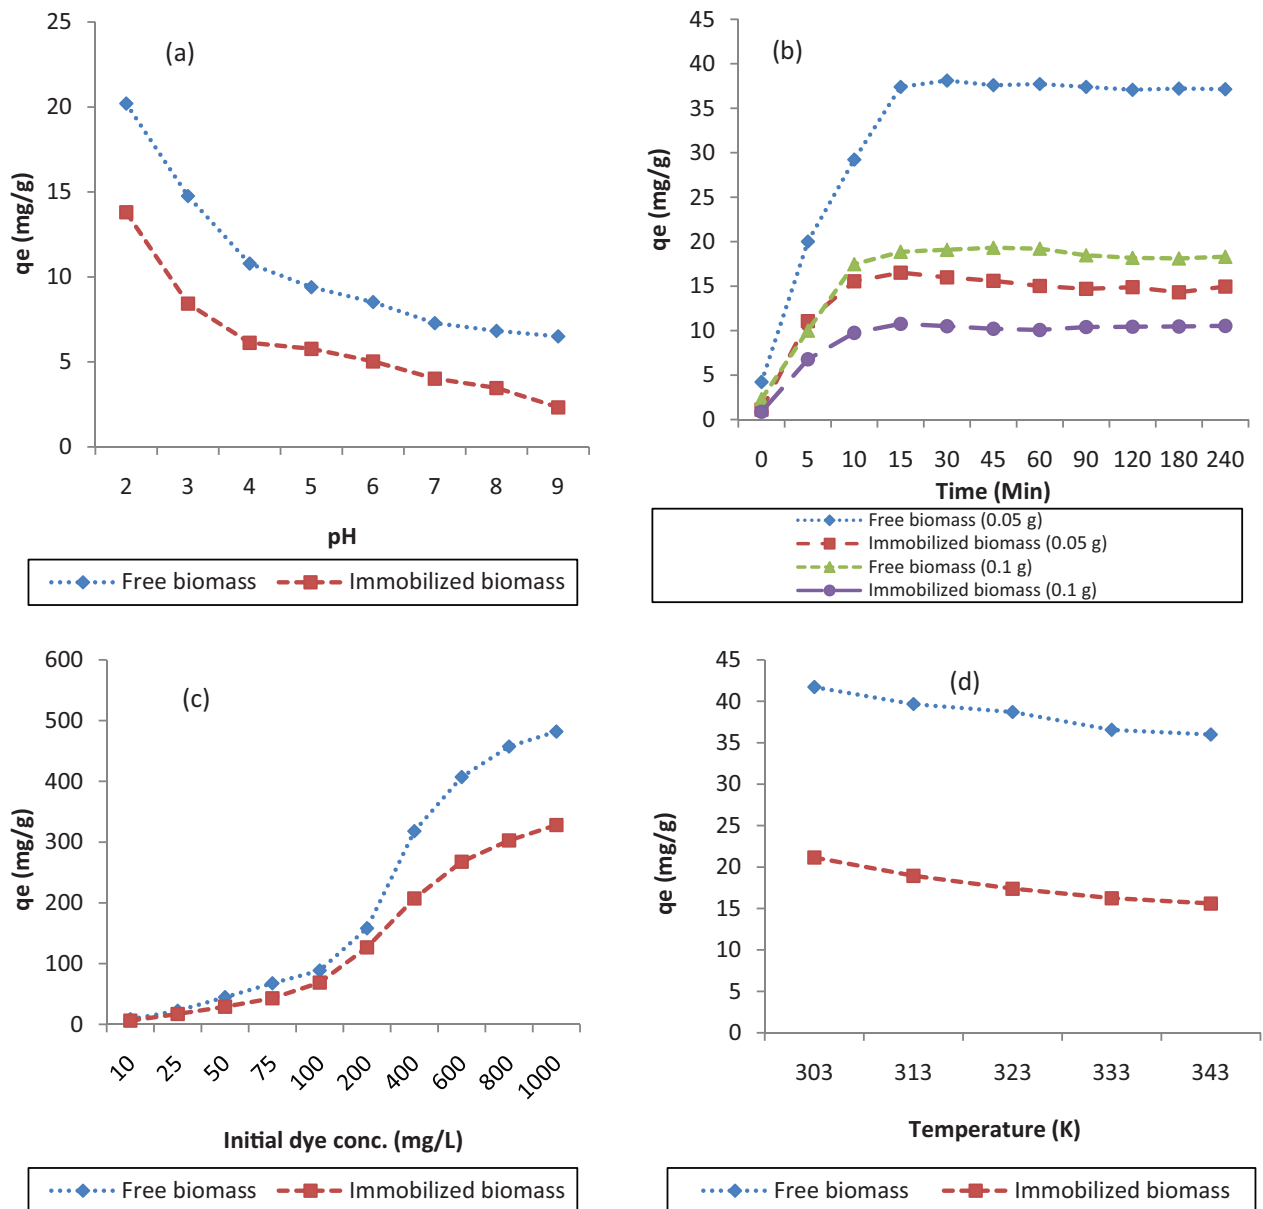 (a)
qe (mg/g)
25
20
15
10
5
0
2 3 4 5 6 7 8 9
pH
Free biomass Immobilized biomass
(b)
qe (mg/g)
45
40
35
30
25
20
15
10
5
0
0 5 10 15 30 45 60 90 120 180 240
Time (Min)
Free biomass (0.05 g)
Immobilized biomass (0.05 g)
Free biomass (0.1 g)
Immobilized biomass (0.1 g)
(c)
qe (mg/g)
600
500
400
300
200
100
0
10 25 50 75 100 200 400 600 800 1000
Initial dye conc. (mg/L)
Free biomass Immobilized biomass
(d)
qe (mg/g)
45
40
35
30
25
20
15
10
5
0
303 313 323 333 343
Temperature (K)
Free biomass Immobilized biomass